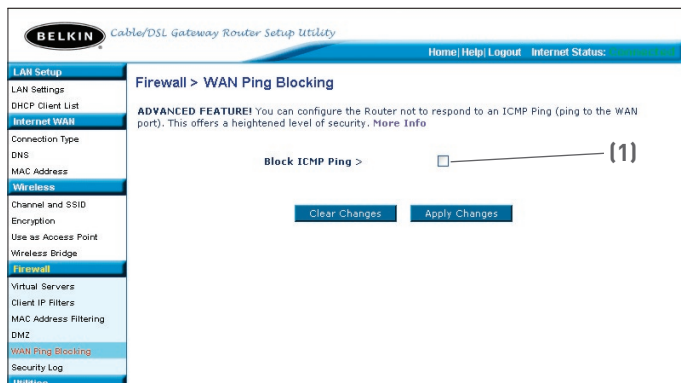 BELKIN
Cable/DSL Gateway Router Setup Utility
Home|Help|Logout Internet Status:
LAN Setup
LAN Settings
DHCP Client List
Internet WAN
Connection Type
DNS
MAC Address
Wireless
Channel and SSID
Encryption
Use as Access Point
Wireless Bridge
Firewall
Virtual Servers
Client IP Filters
MAC Address Filtering
DMZ
WAN Ping Blocking
Security Log
Utilities
Firewall > WAN Ping Blocking
ADVANCED FEATURE! You can configure the Router not to respond to an ICMP Ping (ping to the WAN
port). This offers a heightened level of security. More Info
Block ICMP Ping >
(1)
Clear Changes Apply Changes